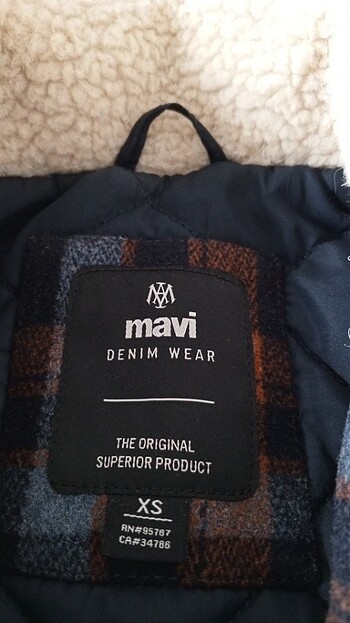 mavi
DENIM WEAR
THE ORIGINAL
SUPERIOR PRODUCT
XS
RN#95787
CA#34786